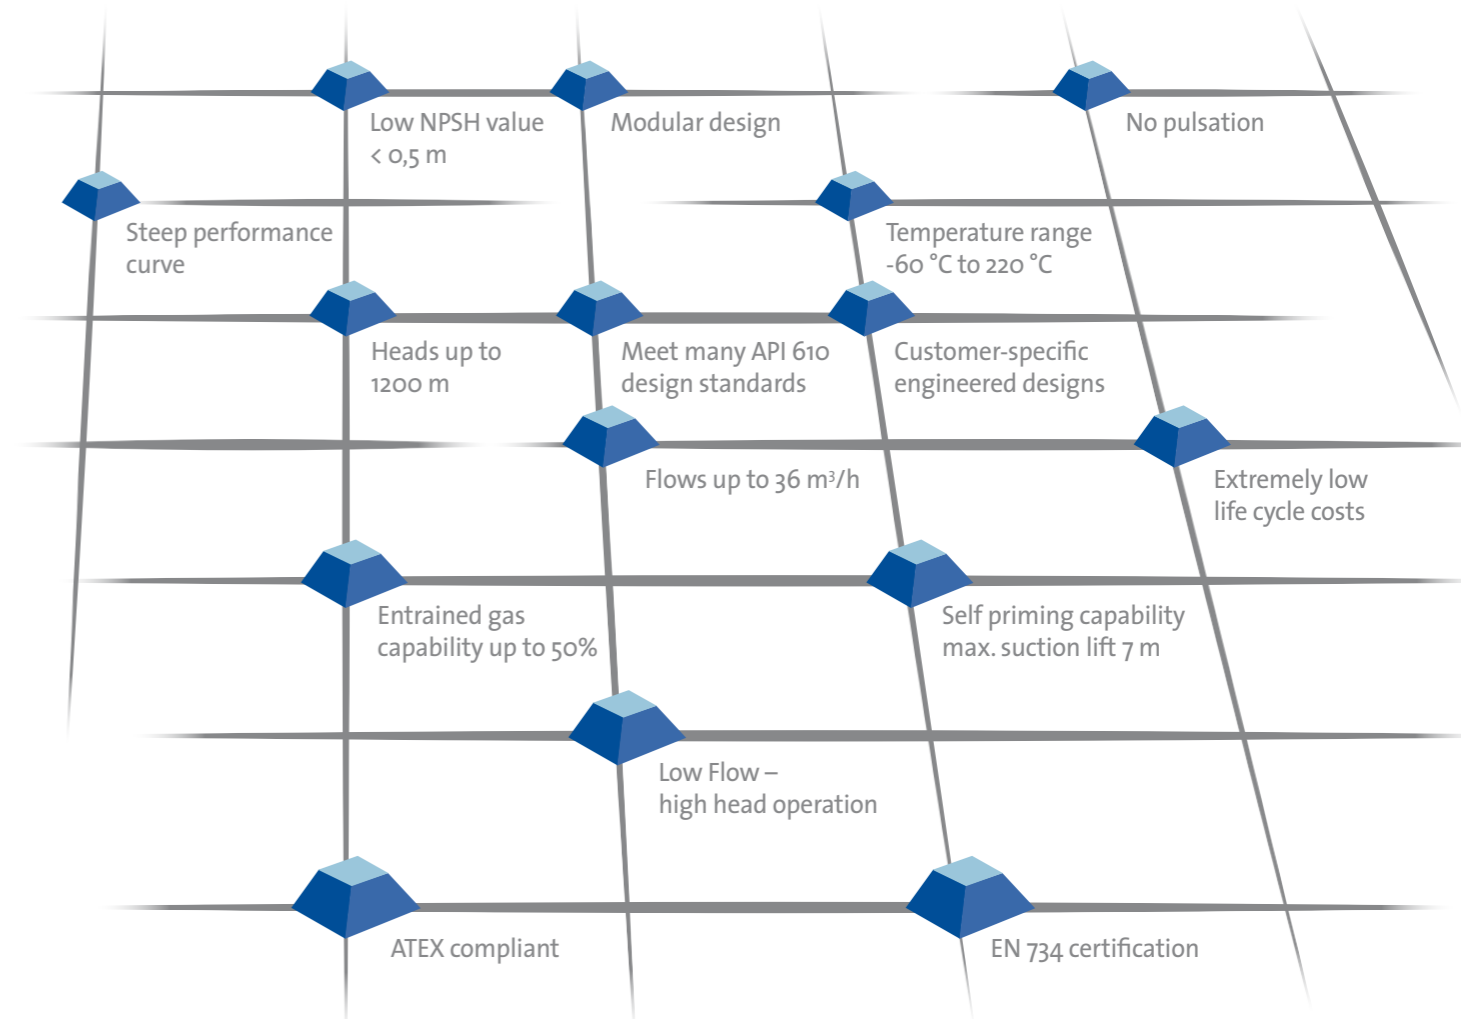 Low NPSH value
< 0,5 m
Modular design
No pulsation
Steep performance
curve
Temperature range
-60 °C to 220 °C
Heads up to
1200 m
Meet many API 610
design standards
Customer-specific
engineered designs
Flows up to 36 m³/h
Extremely low
life cycle costs
Entrained gas
capability up to 50%
Self priming capability
max. suction lift 7 m
Low Flow –
high head operation
ATEX compliant
EN 734 certification